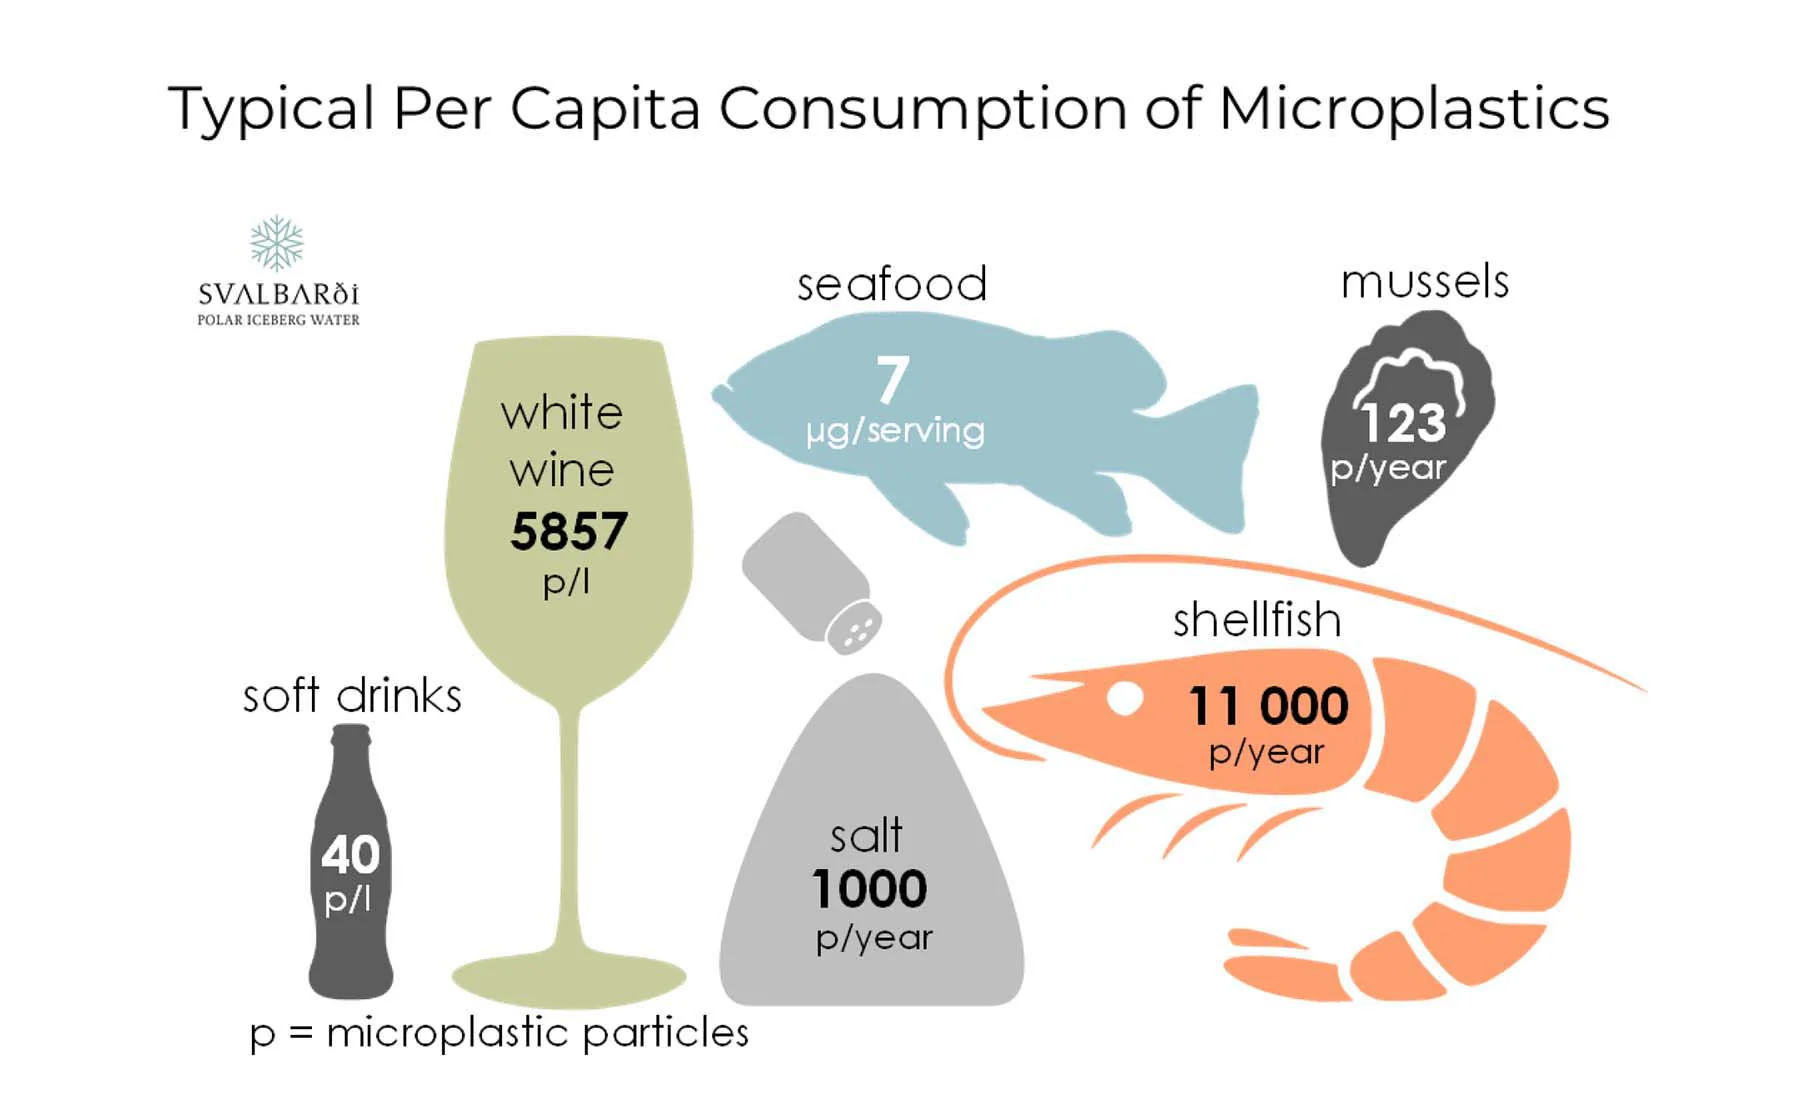 Typical Per Capita Consumption of Microplastics
SVALBARði
POLAR ICEBERG WATER
seafood
7
µg/serving
mussels
123
p/year
white
wine
5857
p/l
shellfish
11 000
p/year
soft drinks
40
p/l
salt
1000
p/year
p = microplastic particles